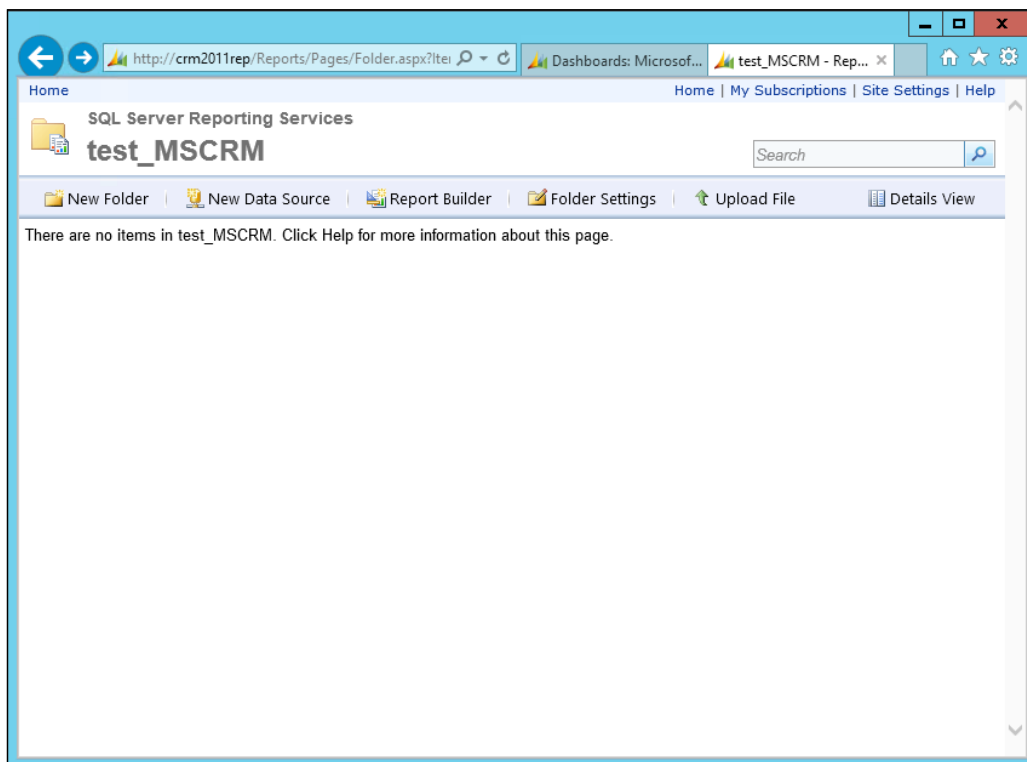 http://crm2011rep/Reports/Pages/Folder.aspx?Ite
Dashboards: Microsof...
test_MSCRM - Rep...
Home
Home | My Subscriptions | Site Settings | Help
SQL Server Reporting Services
test_MSCRM
Search
New Folder | New Data Source | Report Builder | Folder Settings | Upload File Details View
There are no items in test_MSCRM. Click Help for more information about this page.